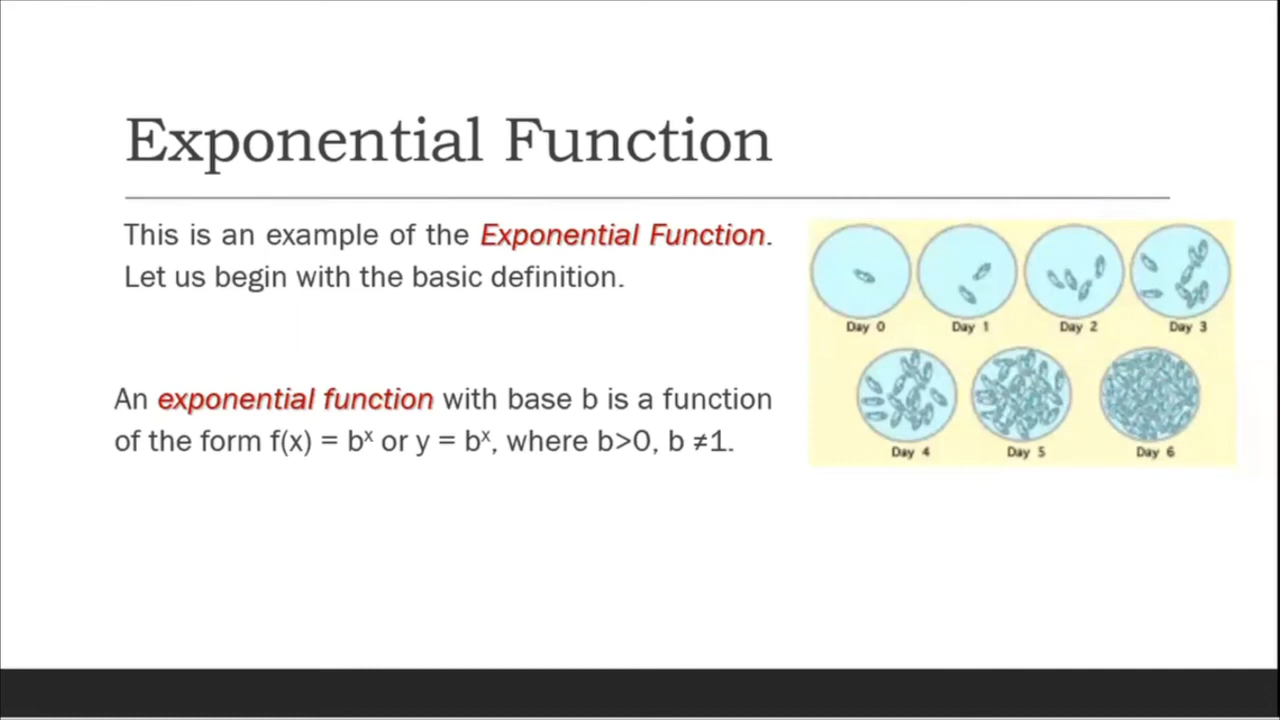 Exponential Function
This is an example of the Exponential Function.
Let us begin with the basic definition.
An exponential function with base b is a function
of the form f(x) = bˣ or y = bˣ, where b>0, b ≠1.
Day 0 Day 1 Day 2 Day 3
Day 4 Day 5 Day 6